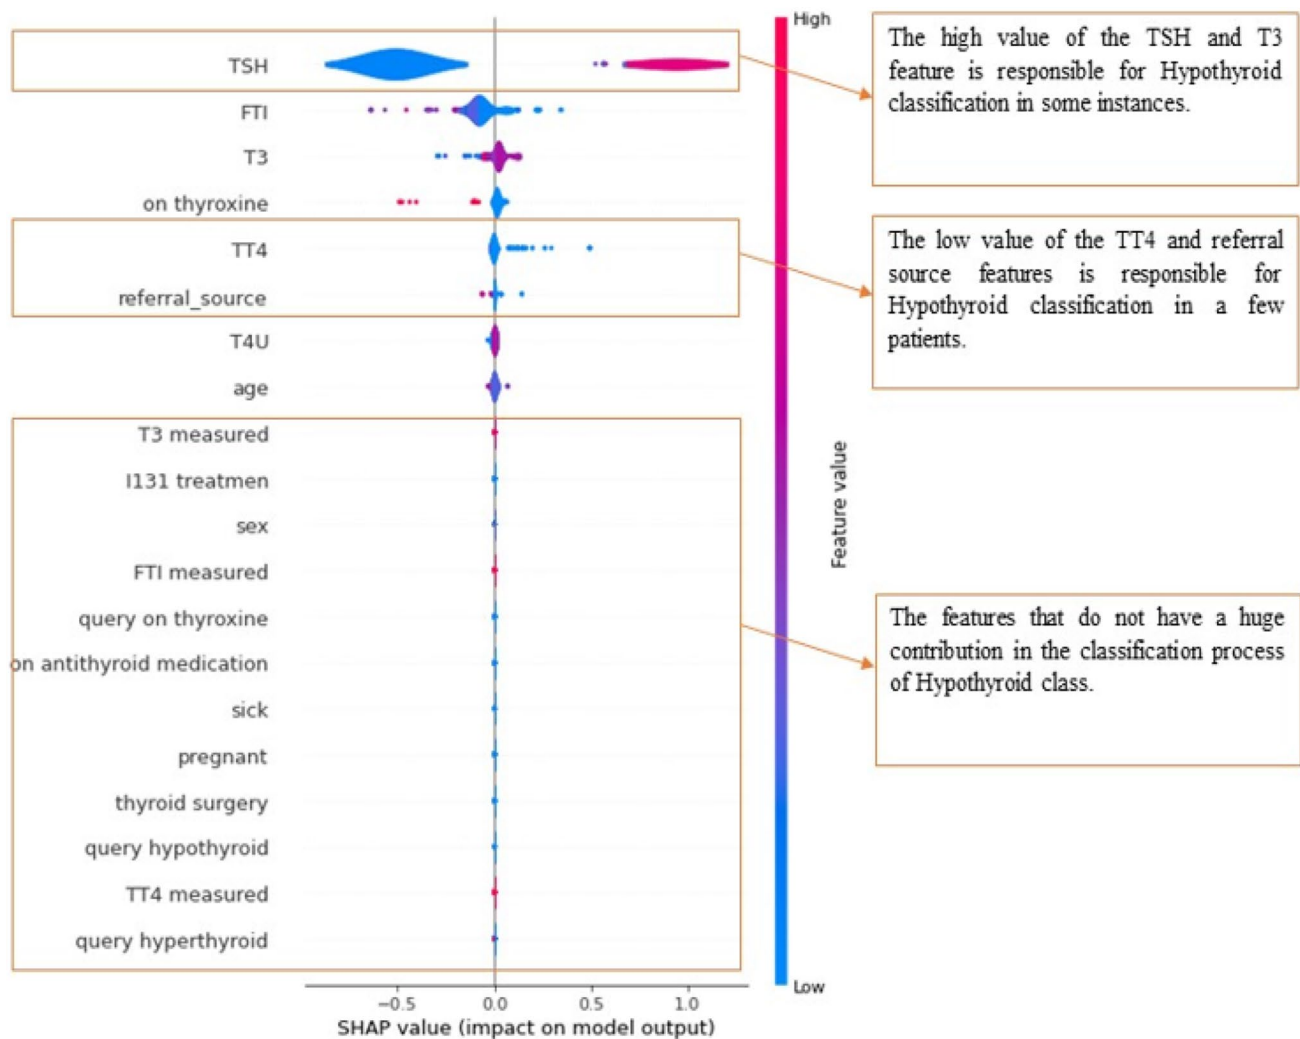 High
TSH
FTI
T3
on thyroxine
TT4
referral_source
T4U
age
T3 measured
I131 treatmen
sex
FTI measured
query on thyroxine
on antithyroid medication
sick
pregnant
thyroid surgery
query hypothyroid
TT4 measured
query hyperthyroid
−0.5 0.0 0.5 1.0
SHAP value (impact on model output)
Feature value
Low
The high value of the TSH and T3
feature is responsible for Hypothyroid
classification in some instances.
The low value of the TT4 and referral
source features is responsible for
Hypothyroid classification in a few
patients.
The features that do not have a huge
contribution in the classification process
of Hypothyroid class.